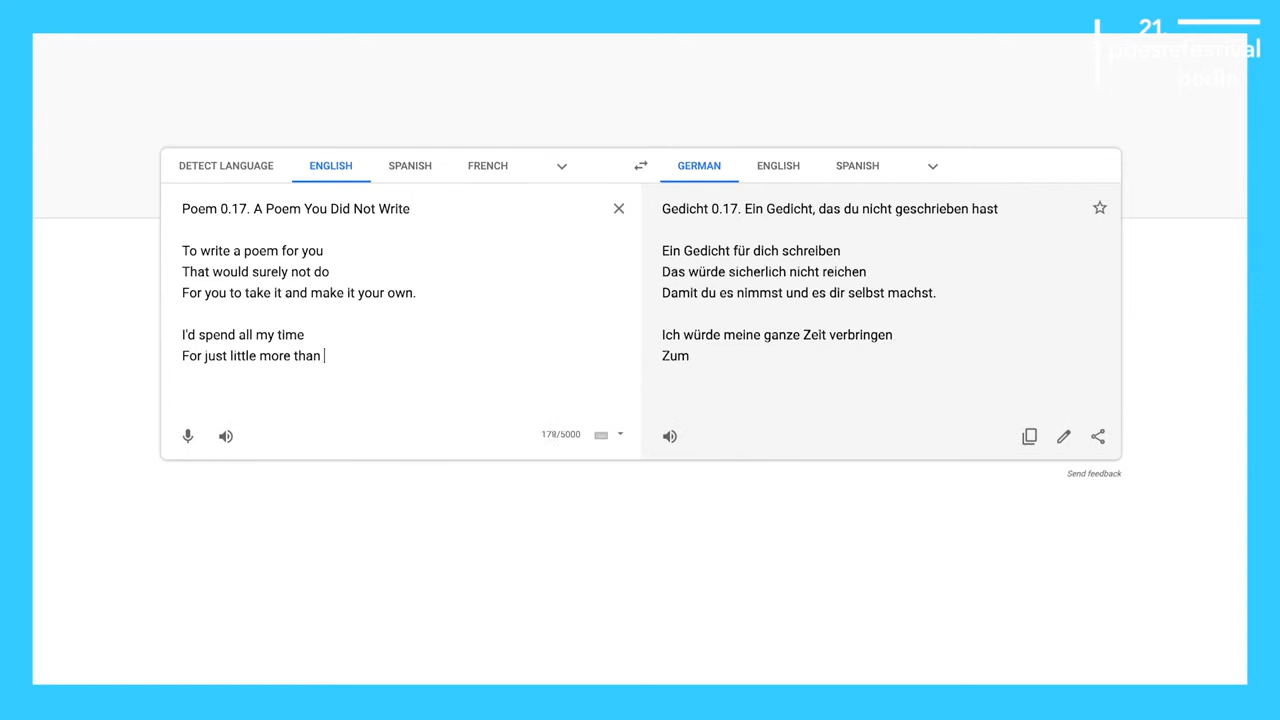 21.
poesiefestival
DETECT LANGUAGE ENGLISH SPANISH FRENCH
GERMAN ENGLISH SPANISH
Poem 0.17. A Poem You Did Not Write
To write a poem for you
That would surely not do
For you to take it and make it your own.
I'd spend all my time
For just little more than
/5000
Gedicht 0.17. Ein Gedicht, das du nicht geschrieben hast
Ein Gedicht für dich schreiben
Das würde sicherlich nicht reichen
Damit du es nimmst und es dir selbst machst.
Ich würde meine ganze Zeit verbringen
Zum
Send feedback